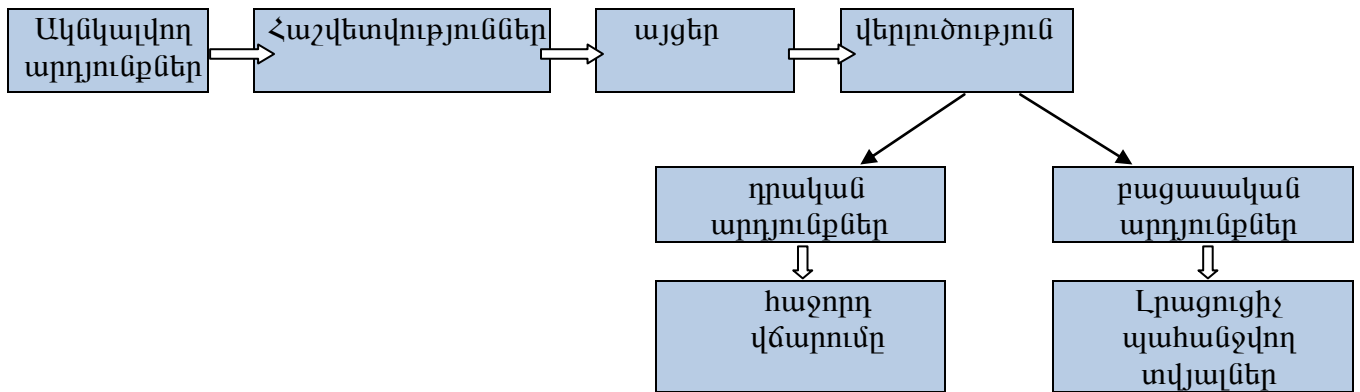 Ակնկալվող
արդյունքներ
Հաշվետվություններ
այցեր
վերլուծություն
դրական
արդյունքներ
բացասական
արդյունքներ
հաջորդ
վճարումը
Լրացուցիչ
պահանջվող
տվյալներ